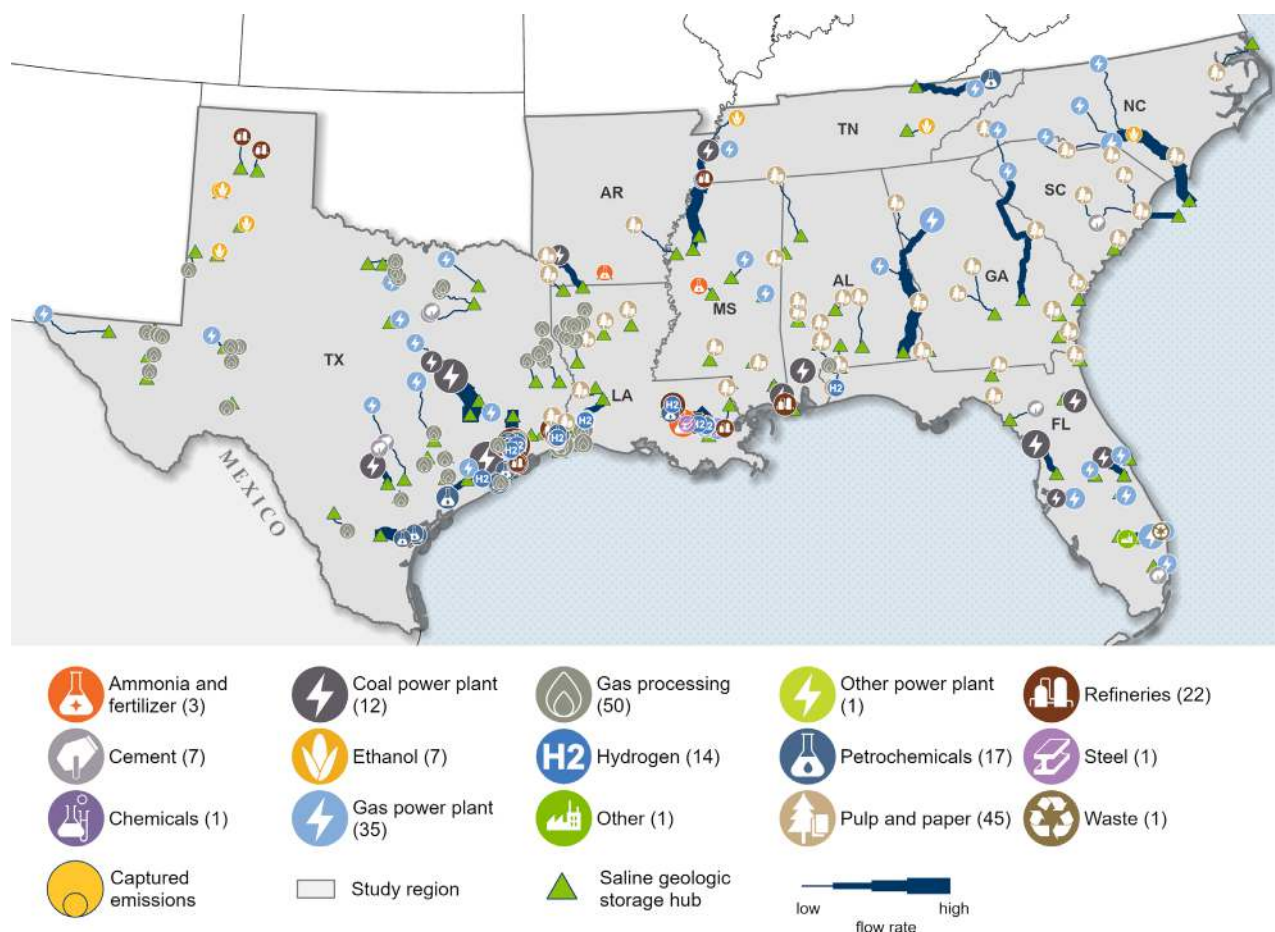 NC
TN
AR
SC
MS
AL
GA
TX
LA
FL
MEXICO
H2
H2
H2
H2
H2
H2
H2
H2
Ammonia and
fertilizer (3)
Coal power plant
(12)
Gas processing
(50)
Other power plant
(1)
Refineries (22)
Cement (7)
Ethanol (7)
H2
Hydrogen (14)
Petrochemicals (17)
Steel (1)
Chemicals (1)
Gas power plant
(35)
Other (1)
Pulp and paper (45)
Waste (1)
Captured
emissions
Study region
Saline geologic
storage hub
low
high
flow rate